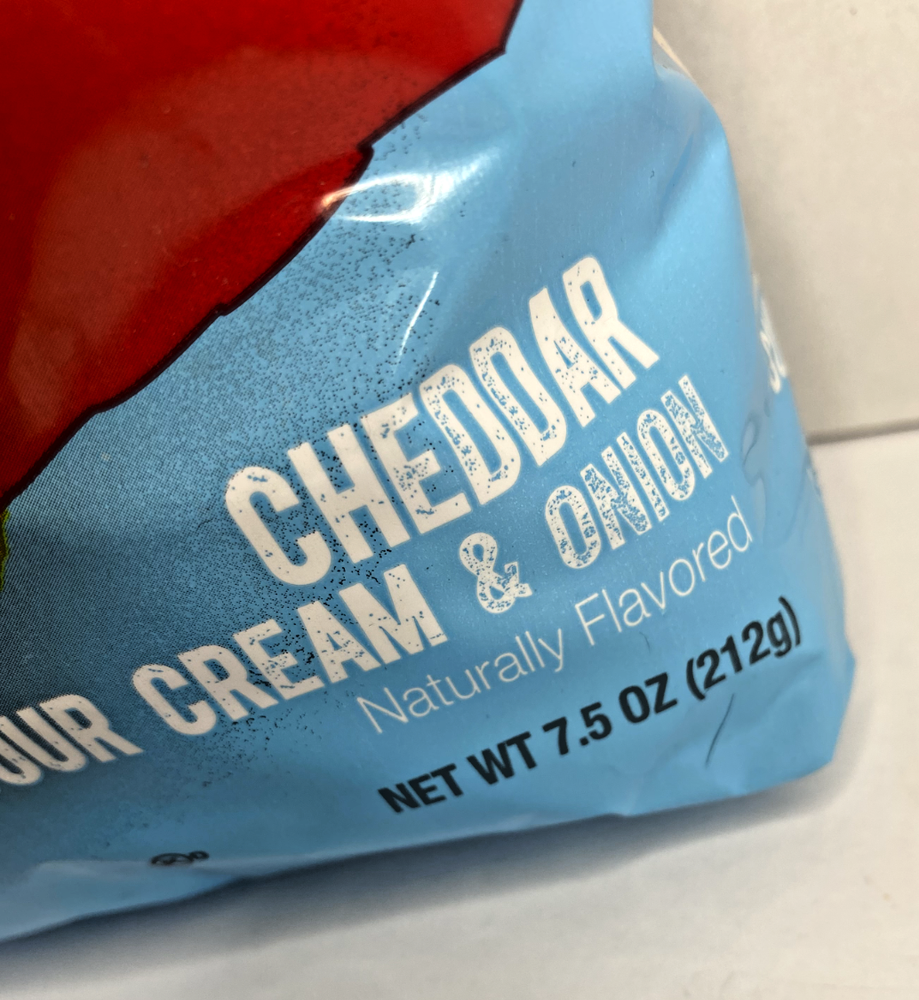 CHEDDAR
OUR CREAM & ONION
Naturally Flavored
NET WT 7.5 OZ (212g)